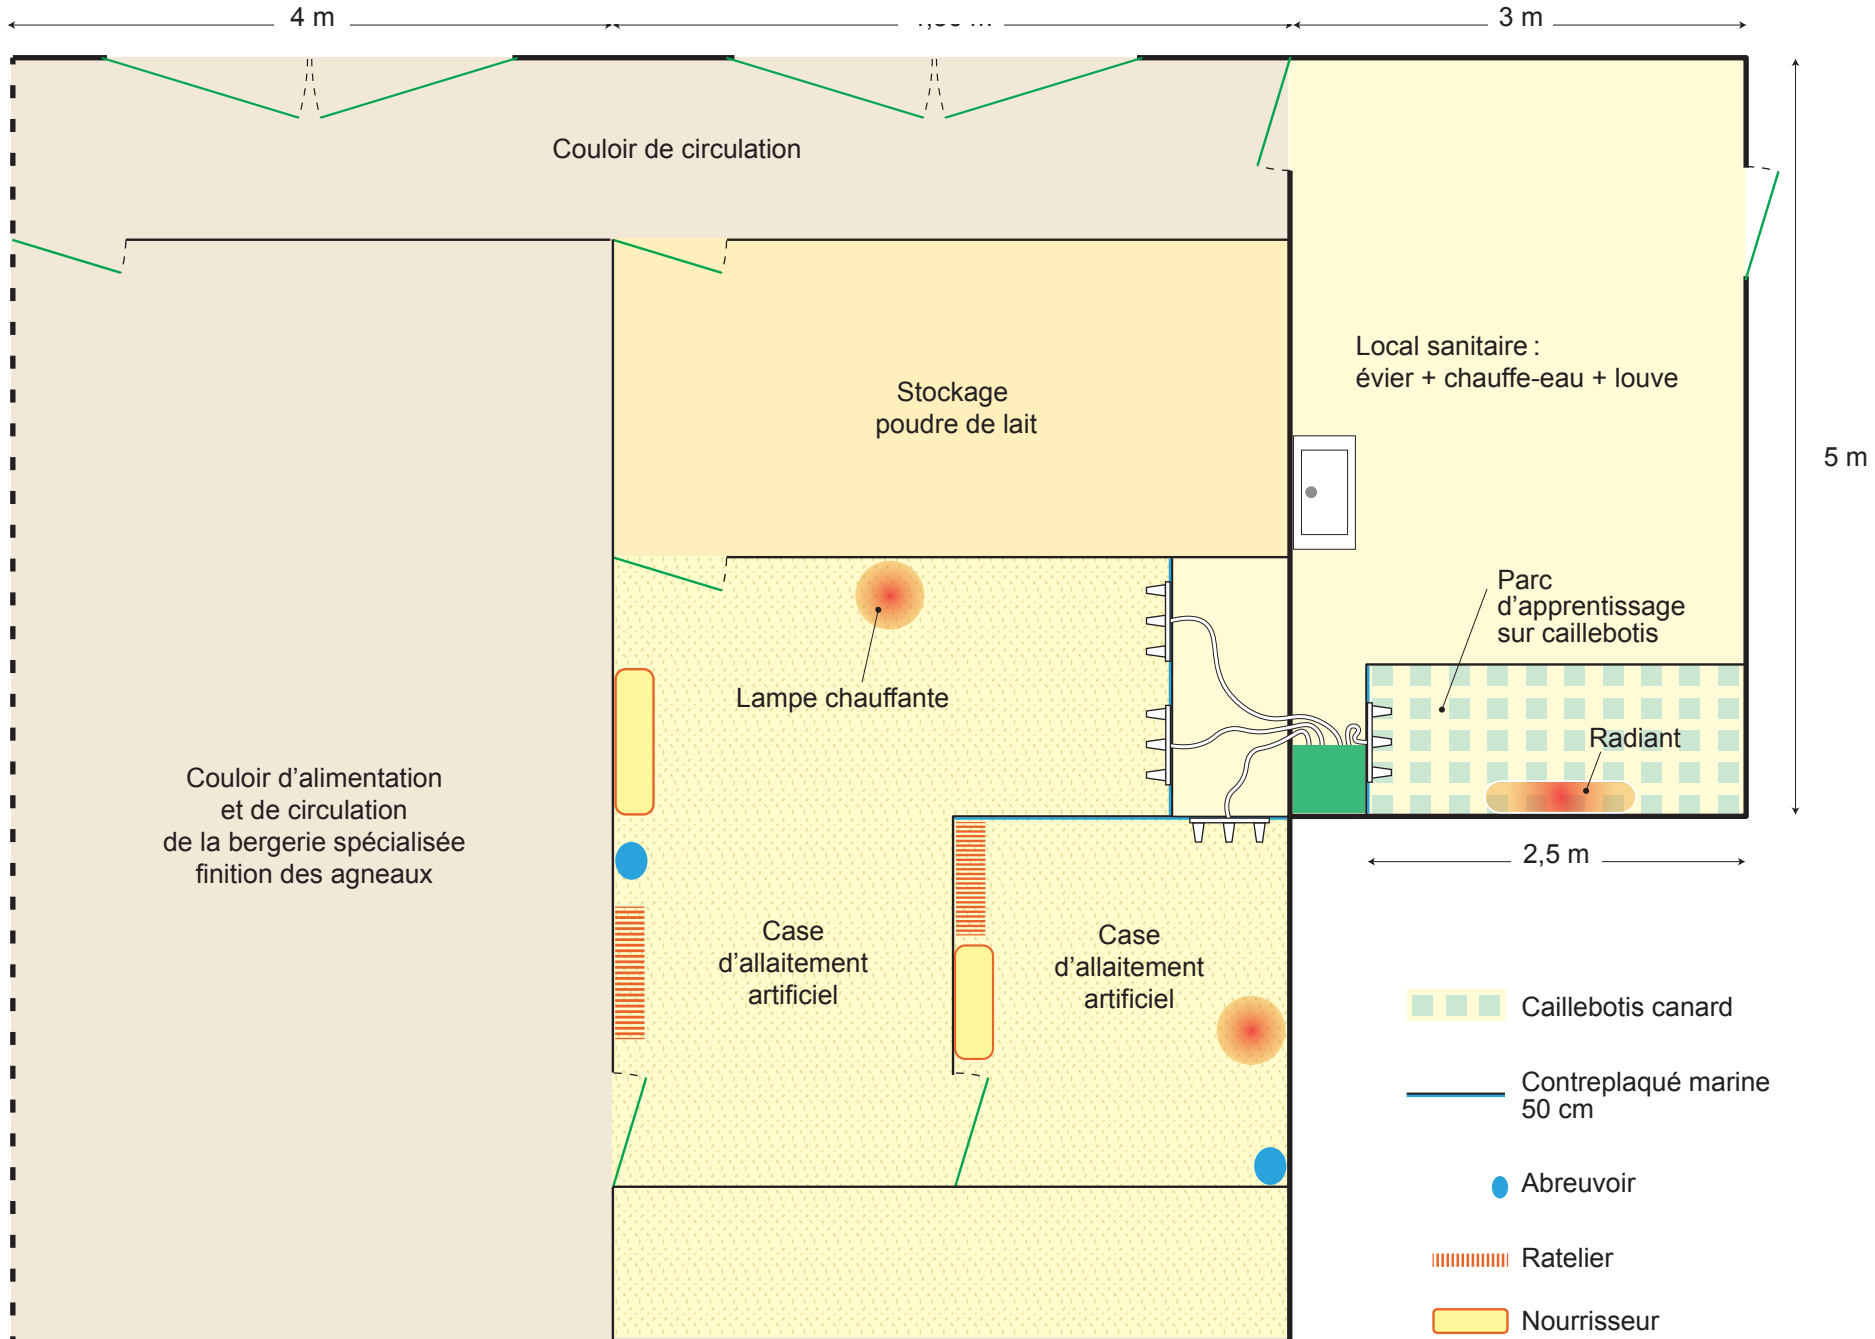 4 m
3 m
Couloir de circulation
Local sanitaire :
évier + chauffe-eau + louve
Stockage
poudre de lait
5 m
Parc
d'apprentissage
sur caillebotis
Lampe chauffante
Radiant
Couloir d'alimentation
et de circulation
de la bergerie spécialisée
finition des agneaux
2,5 m
Case
d'allaitement
artificiel
Case
d'allaitement
artificiel
Caillebotis canard
Contreplaqué marine
50 cm
Abreuvoir
Ratelier
Nourrisseur